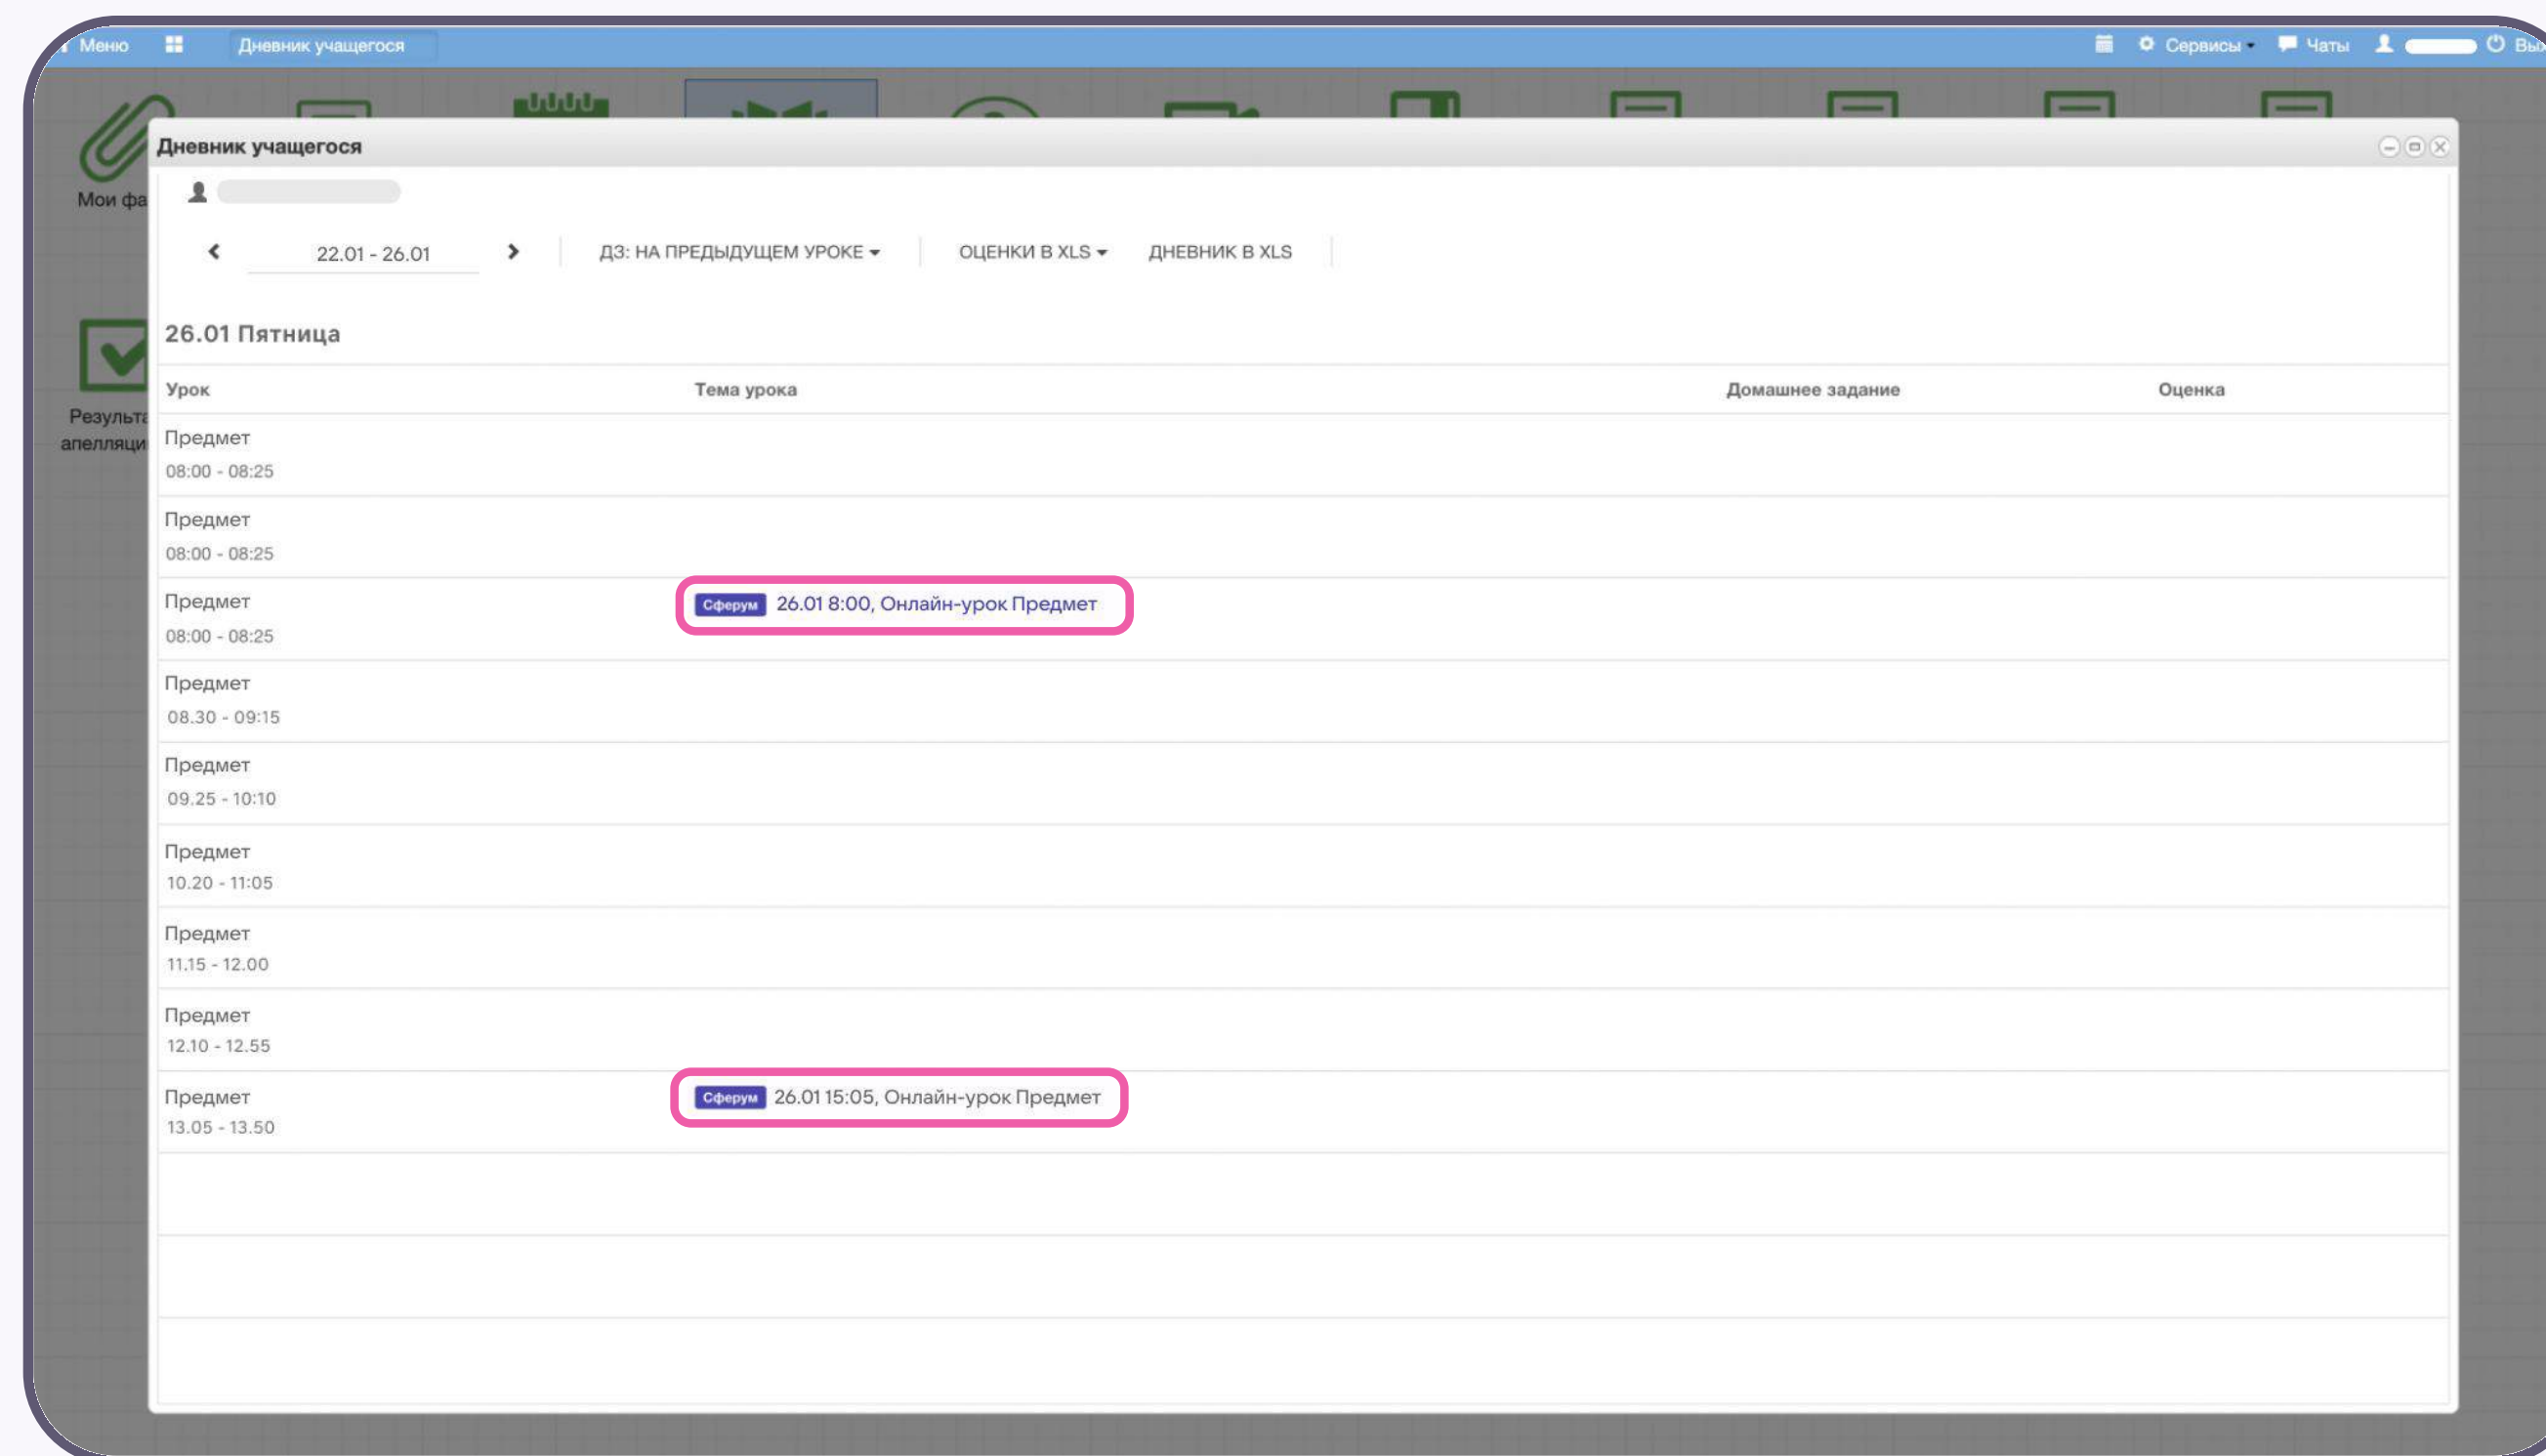 Меню Дневник учащегося Сервисы Чаты
Мои
Дневник учащегося
22.01 - 26.01 ДЗ: НА ПРЕДЫДУЩЕМ УРОКЕ ОЦЕНКИ В XLS ДНЕВНИК В XLS
26.01 Пятница
Урок Тема урока Домашнее задание Оценка
Предмет
08:00 - 08:25
Предмет
08:00 - 08:25
Предмет Сферум 26.01 8:00, Онлайн-урок Предмет
08:00 - 08:25
Предмет
08.30 - 09:15
Предмет
09.25 - 10:10
Предмет
10.20 - 11:05
Предмет
11.15 - 12.00
Предмет
12.10 - 12.55
Предмет Сферум 26.01 15:05, Онлайн-урок Предмет
13.05 - 13.50